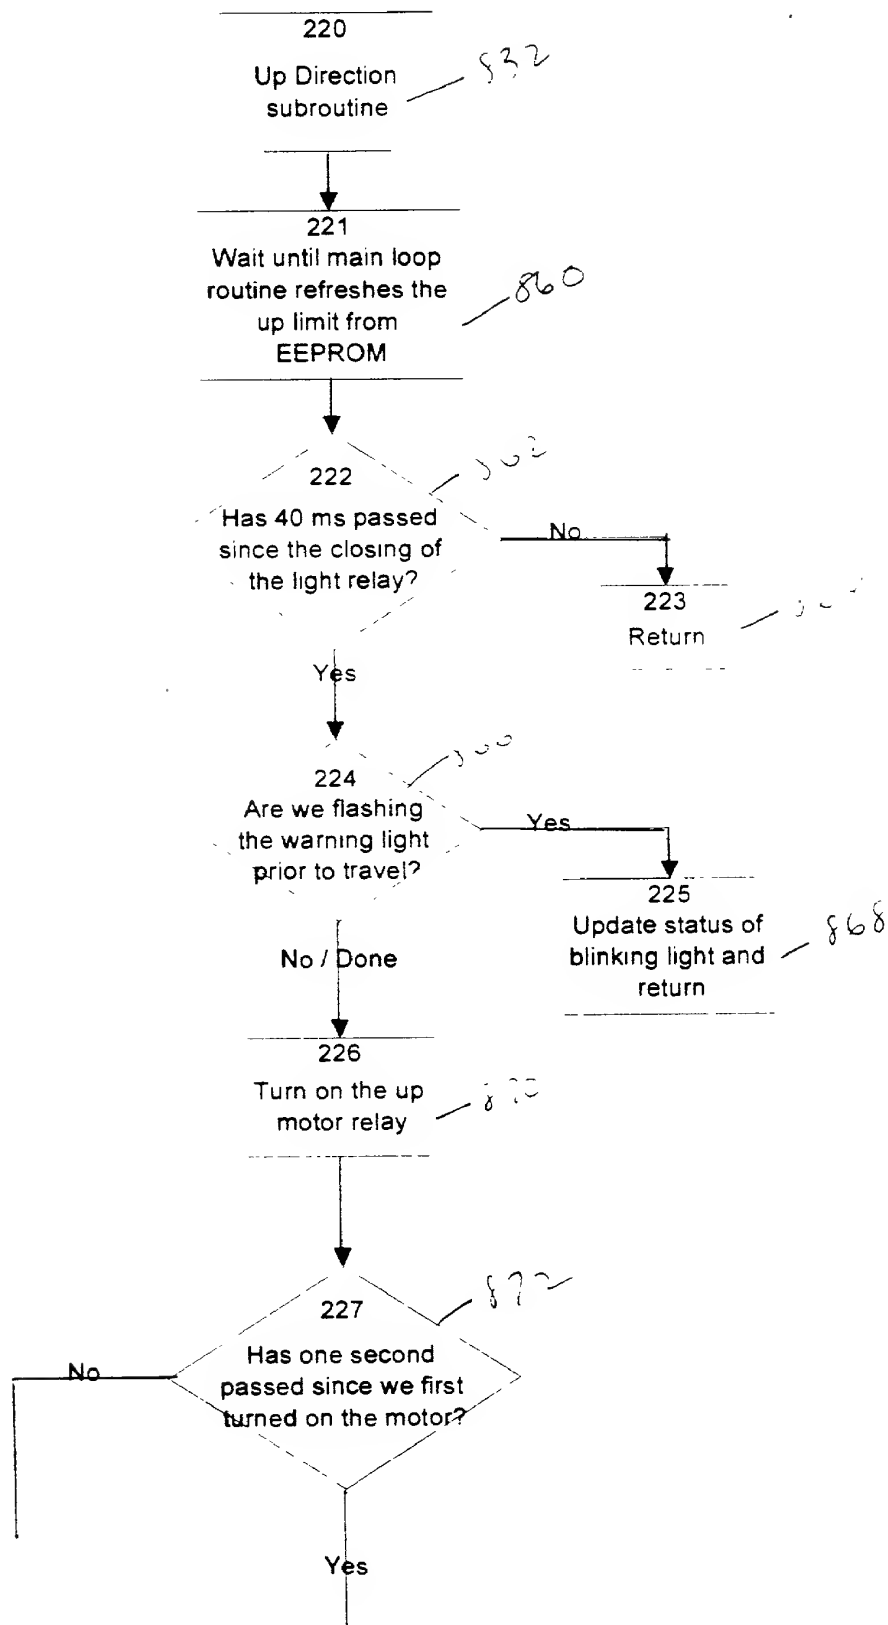 220
Up Direction
subroutine
832
221
Wait until main loop
routine refreshes the
up limit from
EEPROM
860
222
Has 40 ms passed
since the closing of
the light relay?
No
223
Return
Yes
224
Are we flashing
the warning light
prior to travel?
Yes
225
Update status of
blinking light and
return
868
No / Done
226
Turn on the up
motor relay
227
Has one second
passed since we first
turned on the motor?
872
No
Yes